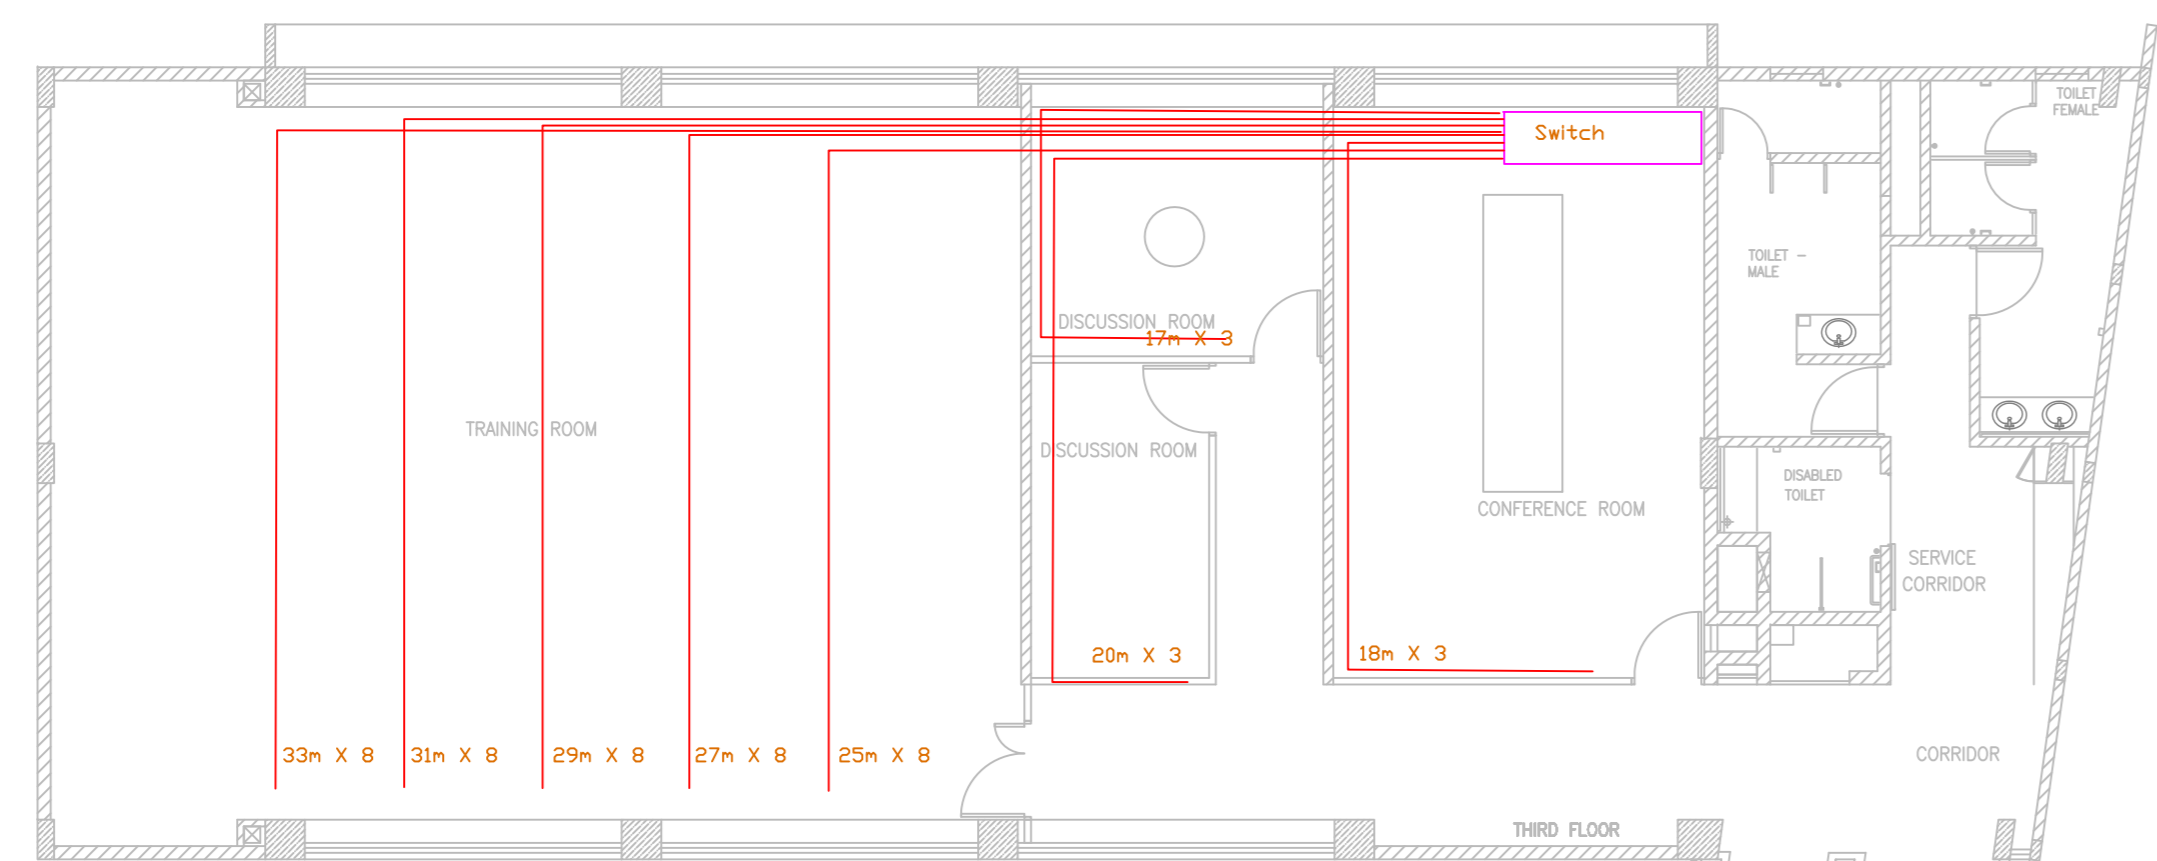 TOILET
FEMALE
Switch
TOILET -
MALE
DISCUSSION ROOM
17m X 3
TRAINING ROOM
DISCUSSION ROOM
DISABLED
TOILET
CONFERENCE ROOM
SERVICE
CORRIDOR
20m X 3
18m X 3
33m X 8
31m X 8
29m X 8
27m X 8
25m X 8
CORRIDOR
THIRD FLOOR